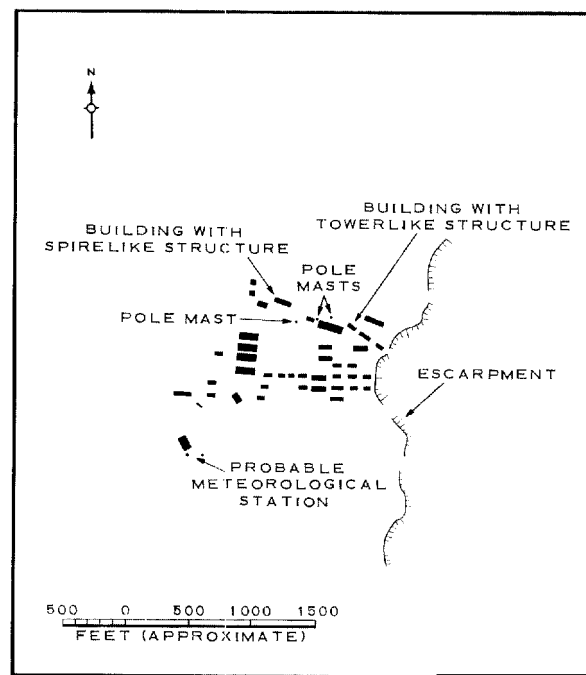 N
BUILDING WITH
TOWERLIKE STRUCTURE
BUILDING WITH
SPIRELIKE STRUCTURE
POLE
MASTS
POLE MAST
ESCARPMENT
PROBABLE
METEOROLOGICAL
STATION
500 0 500 1000 1500
FEET (APPROXIMATE)